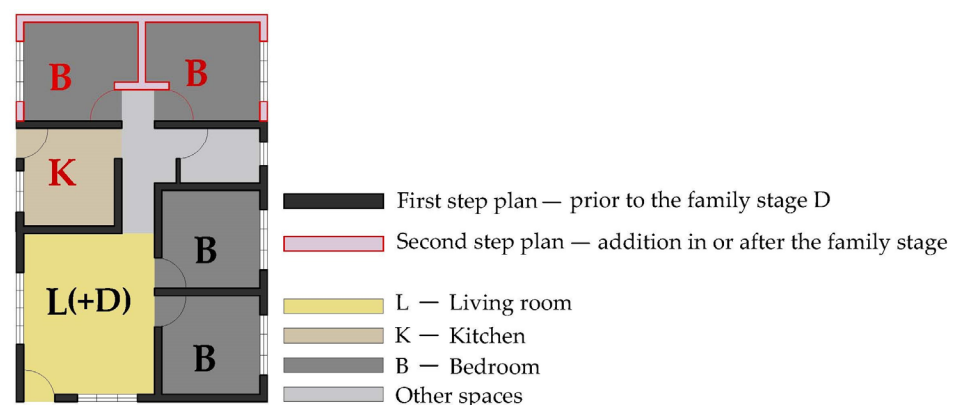 B
B
K
B
L(+D)
B
First step plan — prior to the family stage D
Second step plan — addition in or after the family stage
L — Living room
K — Kitchen
B — Bedroom
Other spaces